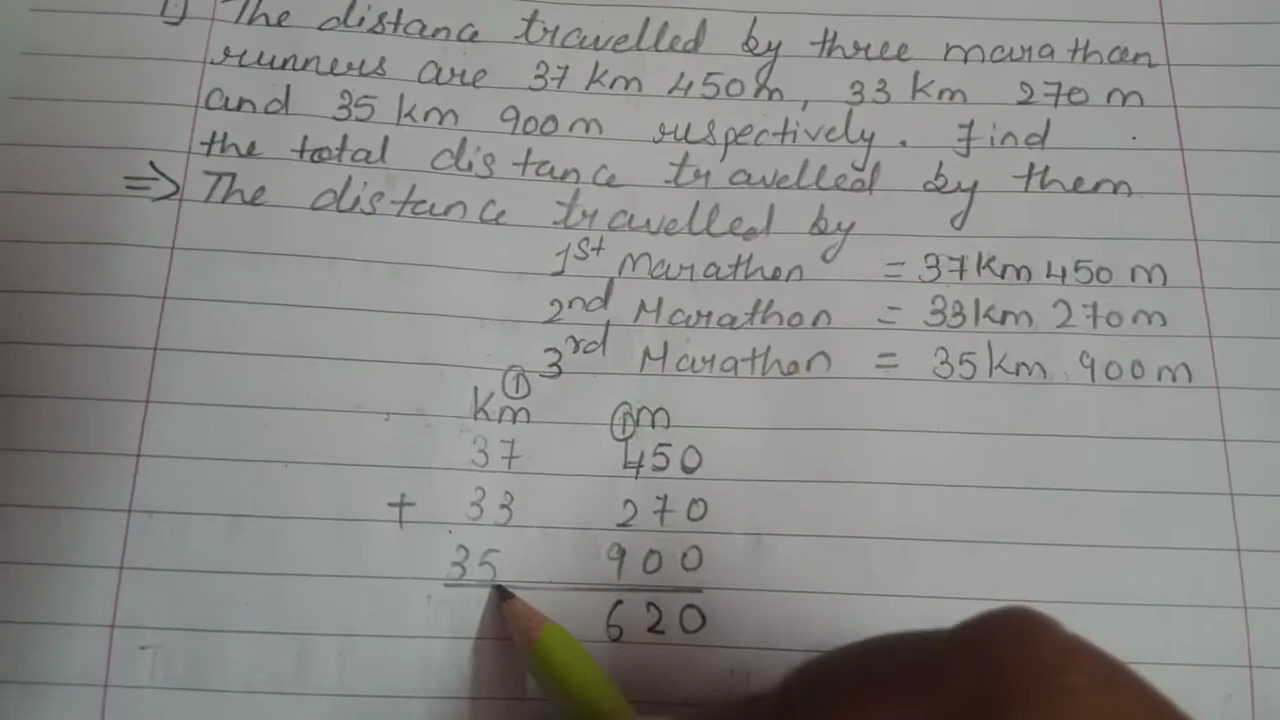 1) The distance travelled by three marathon
runners are 37 km 450m, 33 km 270 m
and 35 km 900m respectively. Find
the total distance travelled by them
=> The distance travelled by
1st Marathon = 37km 450 m
2nd Marathon = 33km 270m
3rd Marathon = 35km 900m
1
km 1 m
37 450
+ 33 270
35 900
620